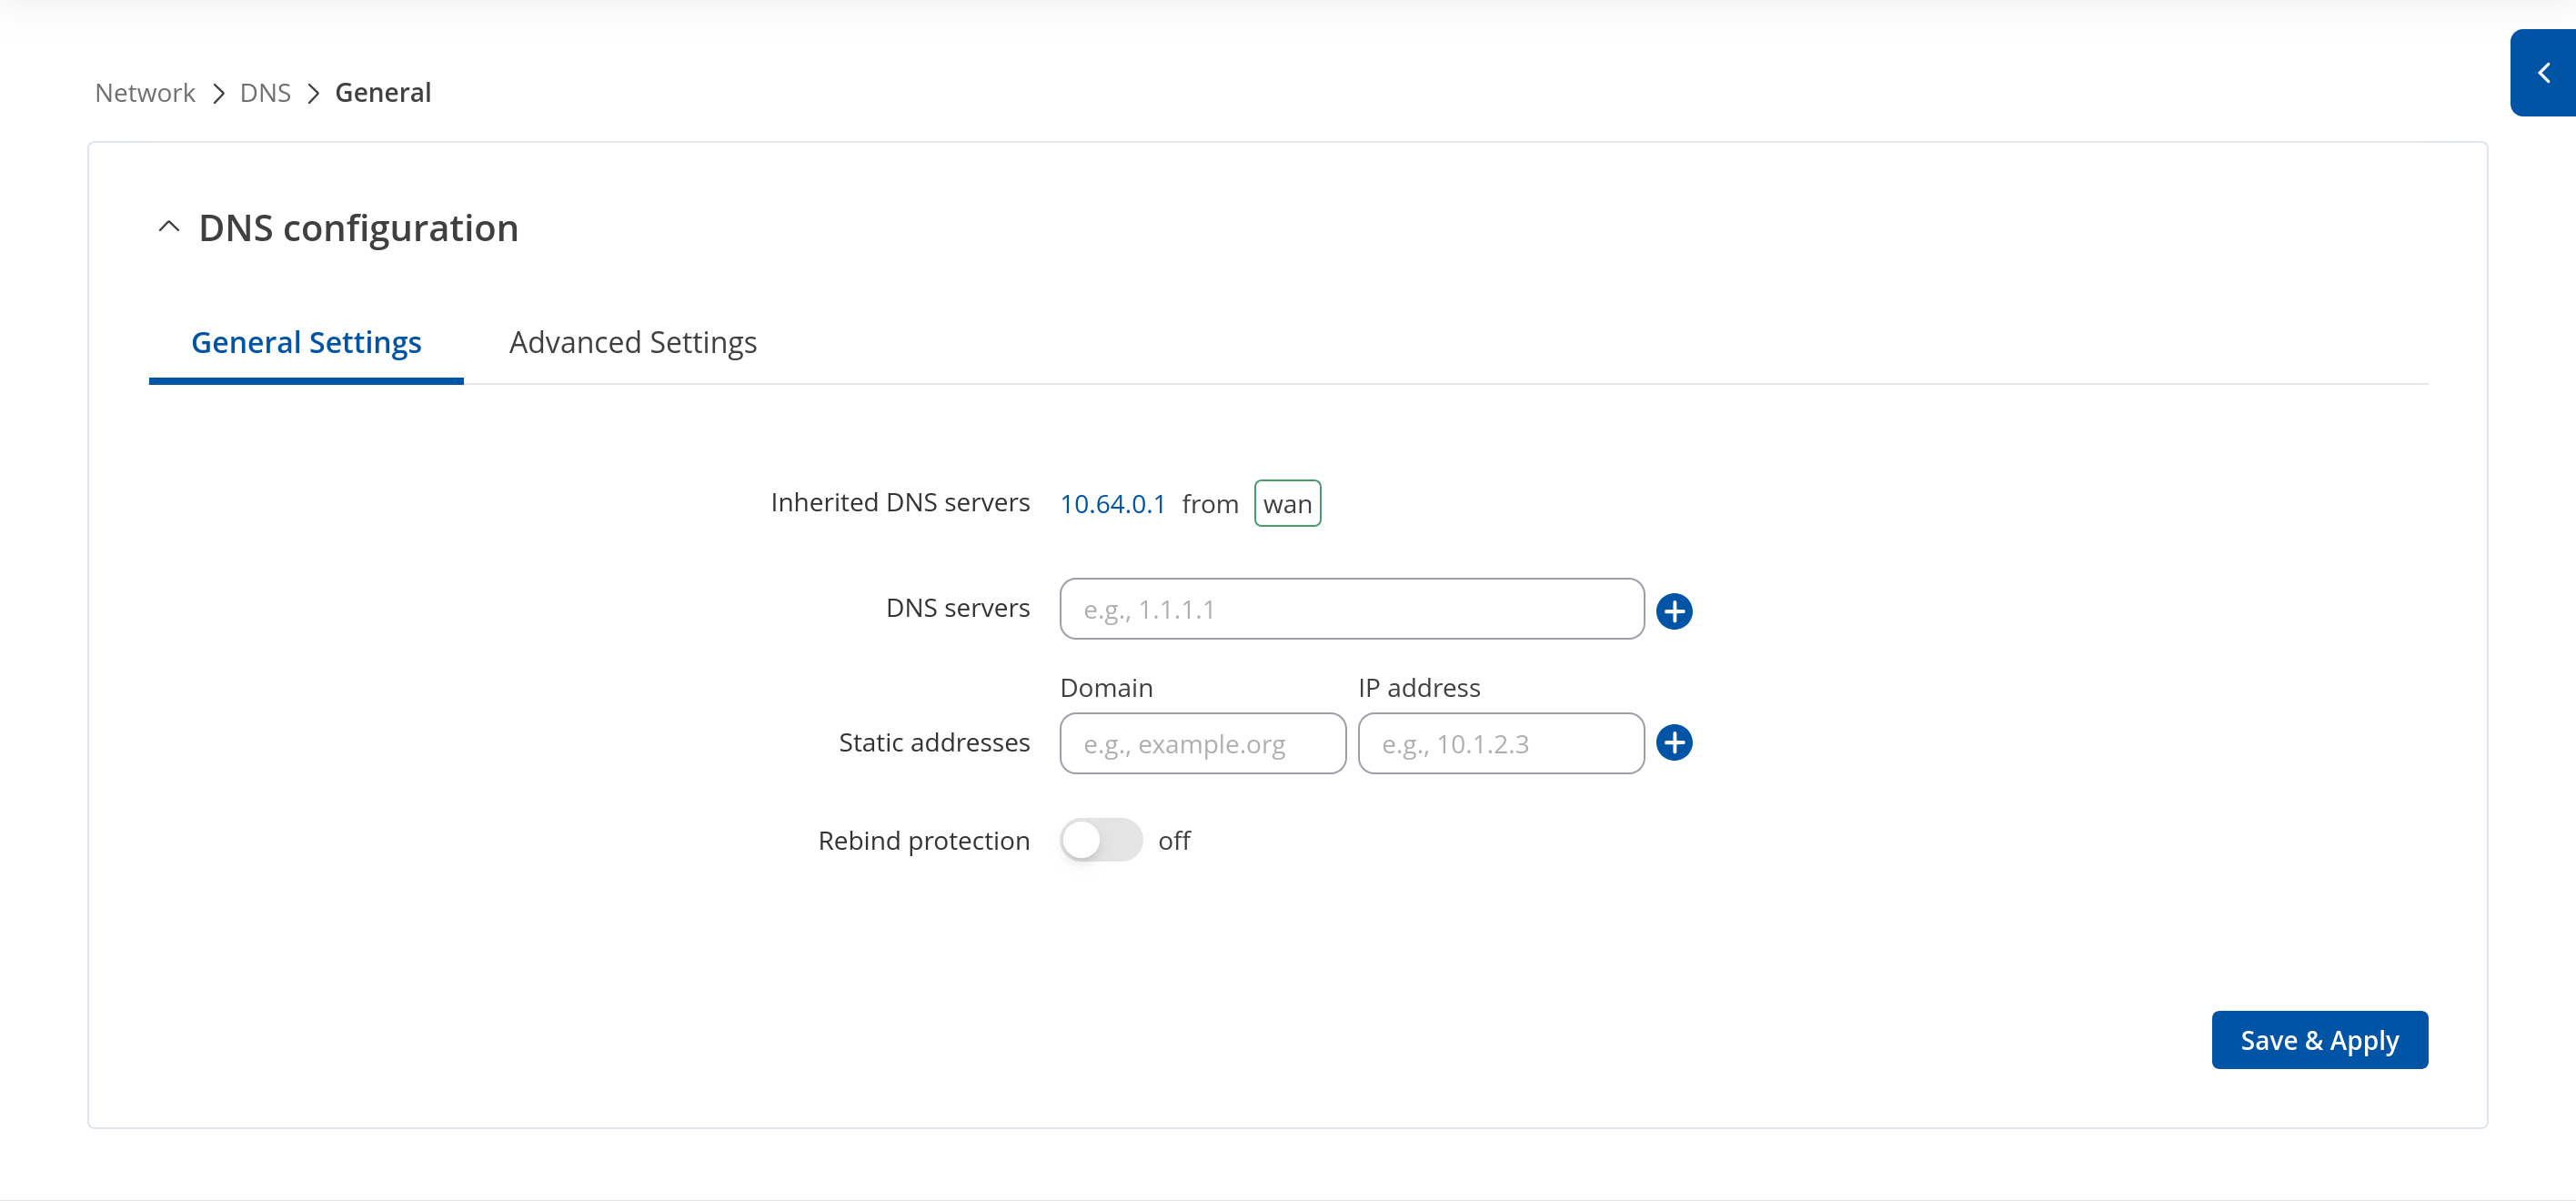 Network > DNS > General
DNS configuration
General Settings Advanced Settings
Inherited DNS servers 10.64.0.1 from wan
DNS servers e.g., 1.1.1.1
Domain IP address
Static addresses e.g., example.org e.g., 10.1.2.3
Rebind protection off
Save & Apply